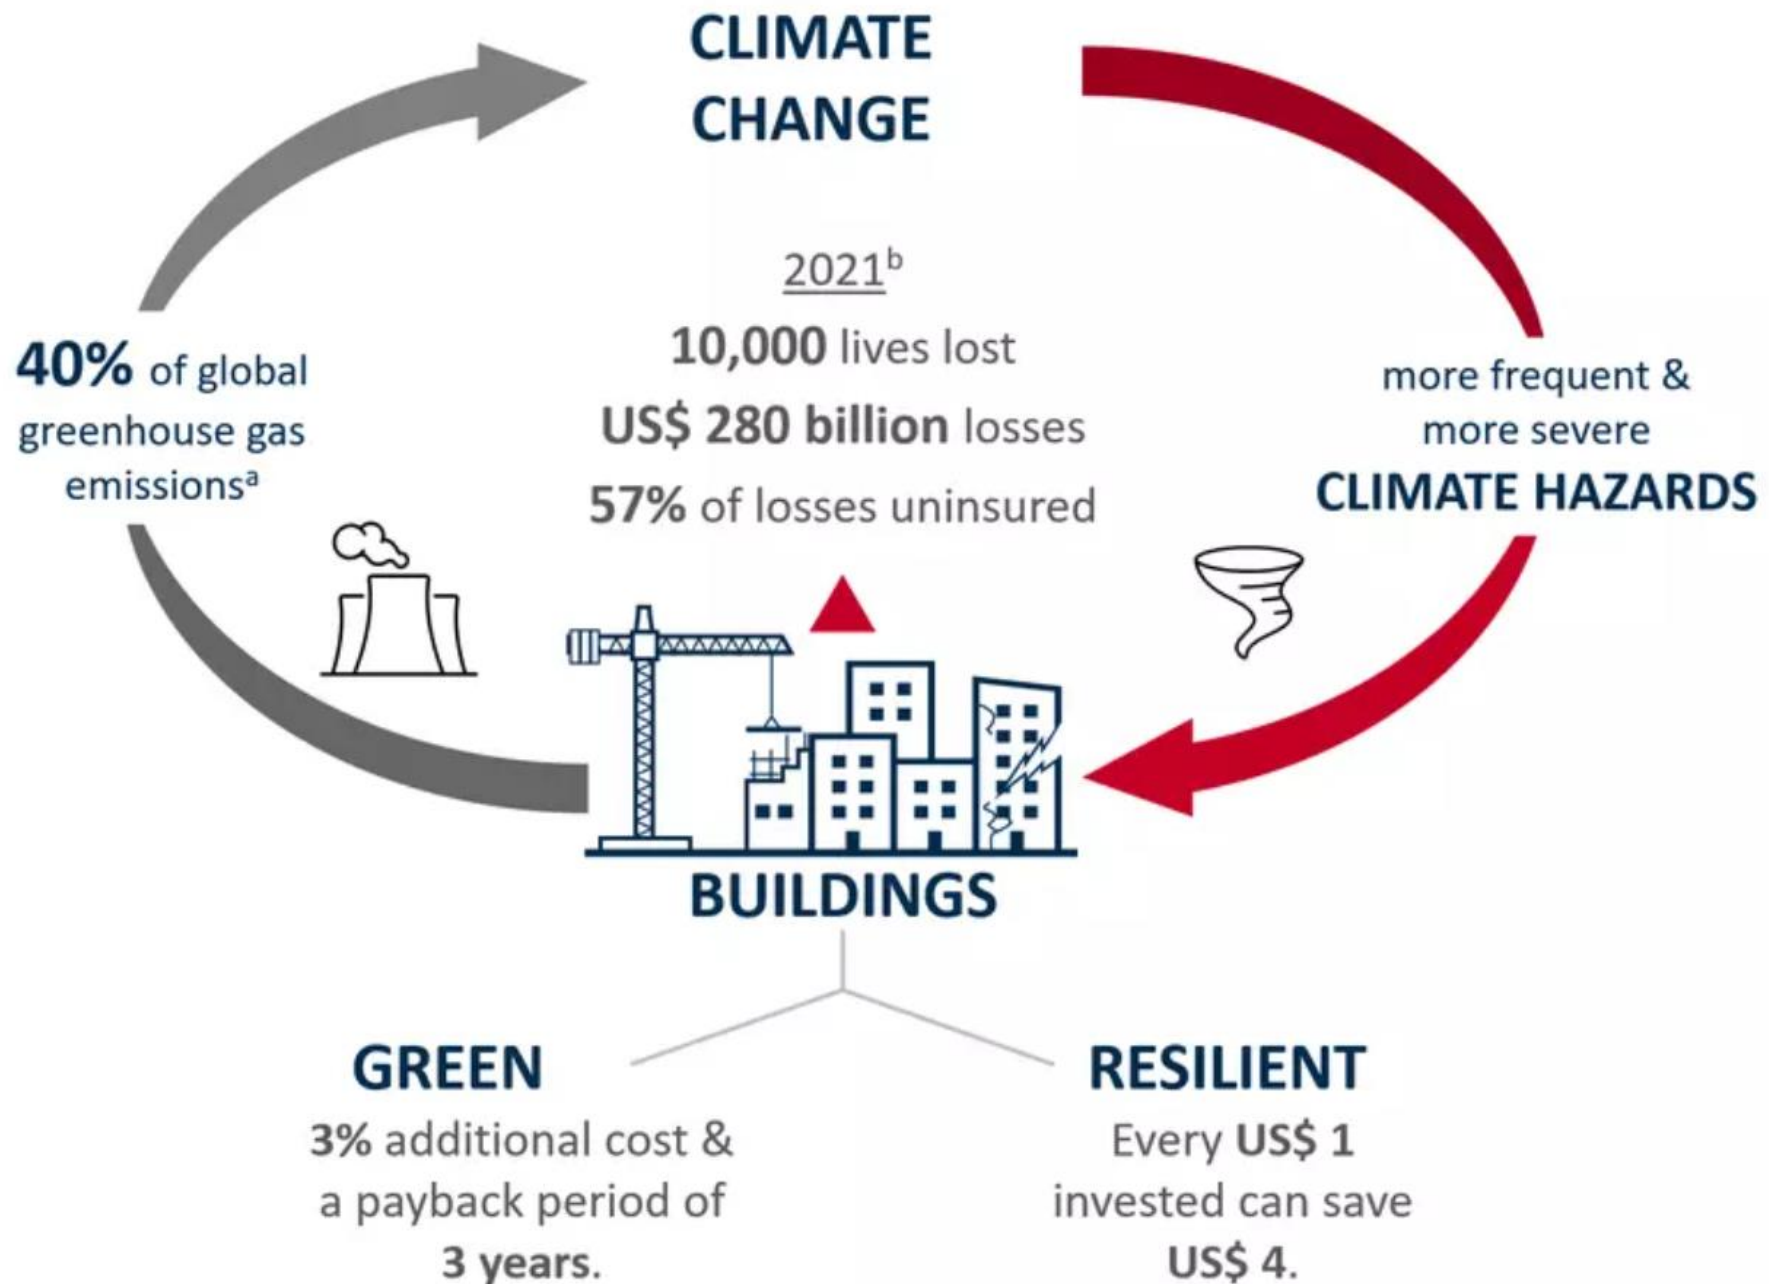 CLIMATE
CHANGE
2021ᵇ
10,000 lives lost
US$ 280 billion losses
57% of losses uninsured
40% of global
greenhouse gas
emissionsᵃ
more frequent &
more severe
CLIMATE HAZARDS
BUILDINGS
GREEN
3% additional cost &
a payback period of
3 years.
RESILIENT
Every US$ 1
invested can save
US$ 4.